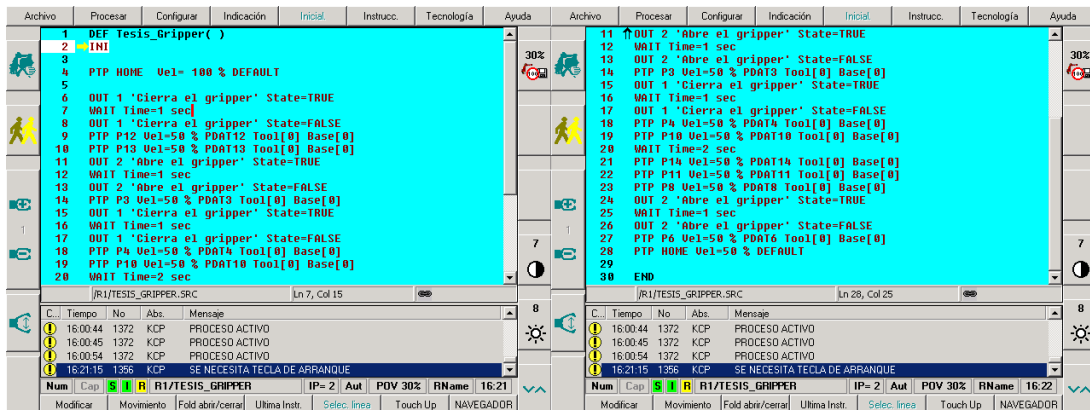 Archivo Procesar Configurar Indicación Inicial. Instrucc. Tecnología Ayuda
1 DEF Tesis_Gripper( )
2 INI
3
4 PTP HOME Vel= 100 % DEFAULT
5
6 OUT 1 'Cierra el gripper' State=TRUE
7 WAIT Time=1 sec
8 OUT 1 'Cierra el gripper' State=FALSE
9 PTP P12 Vel=50 % PDAT12 Tool[0] Base[0]
10 PTP P13 Vel=50 % PDAT13 Tool[0] Base[0]
11 OUT 2 'Abre el gripper' State=TRUE
12 WAIT Time=1 sec
13 OUT 2 'Abre el gripper' State=FALSE
14 PTP P3 Vel=50 % PDAT3 Tool[0] Base[0]
15 OUT 1 'Cierra el gripper' State=TRUE
16 WAIT Time=1 sec
17 OUT 1 'Cierra el gripper' State=FALSE
18 PTP P4 Vel=50 % PDAT4 Tool[0] Base[0]
19 PTP P10 Vel=50 % PDAT10 Tool[0] Base[0]
20 WAIT Time=2 sec
1
30%
100
7
8
/R1/TESIS_GRIPPER.SRC Ln 7, Col 15
C... Tiempo No Abs. Mensaje
16:00:44 1372 KCP PROCESO ACTIVO
16:00:45 1372 KCP PROCESO ACTIVO
16:00:54 1372 KCP PROCESO ACTIVO
16:21:15 1356 KCP SE NECESITA TECLA DE ARRANQUE
Num Cap S I R R1/TESIS_GRIPPER IP= 2 Aut POV 30% RName 16:21
Modificar Movimiento Fold abrir/cerrar Ultima Instr. Selec. linea Touch Up NAVEGADOR
Archivo Procesar Configurar Indicación Inicial. Instrucc. Tecnología Ayuda
11 OUT 2 'Abre el gripper' State=TRUE
12 WAIT Time=1 sec
13 OUT 2 'Abre el gripper' State=FALSE
14 PTP P3 Vel=50 % PDAT3 Tool[0] Base[0]
15 OUT 1 'Cierra el gripper' State=TRUE
16 WAIT Time=1 sec
17 OUT 1 'Cierra el gripper' State=FALSE
18 PTP P4 Vel=50 % PDAT4 Tool[0] Base[0]
19 PTP P10 Vel=50 % PDAT10 Tool[0] Base[0]
20 WAIT Time=2 sec
21 PTP P14 Vel=50 % PDAT14 Tool[0] Base[0]
22 PTP P11 Vel=50 % PDAT11 Tool[0] Base[0]
23 PTP P8 Vel=50 % PDAT8 Tool[0] Base[0]
24 OUT 2 'Abre el gripper' State=TRUE
25 WAIT Time=1 sec
26 OUT 2 'Abre el gripper' State=FALSE
27 PTP P6 Vel=50 % PDAT6 Tool[0] Base[0]
28 PTP HOME Vel=50 % DEFAULT
29
30 END
1
30%
100
7
8
/R1/TESIS_GRIPPER.SRC Ln 28, Col 25
C... Tiempo No Abs. Mensaje
16:00:44 1372 KCP PROCESO ACTIVO
16:00:45 1372 KCP PROCESO ACTIVO
16:00:54 1372 KCP PROCESO ACTIVO
16:21:15 1356 KCP SE NECESITA TECLA DE ARRANQUE
Num Cap S I R R1/TESIS_GRIPPER IP= 2 Aut POV 30% RName 16:22
Modificar Movimiento Fold abrir/cerrar Ultima Instr. Selec. linea Touch Up NAVEGADOR